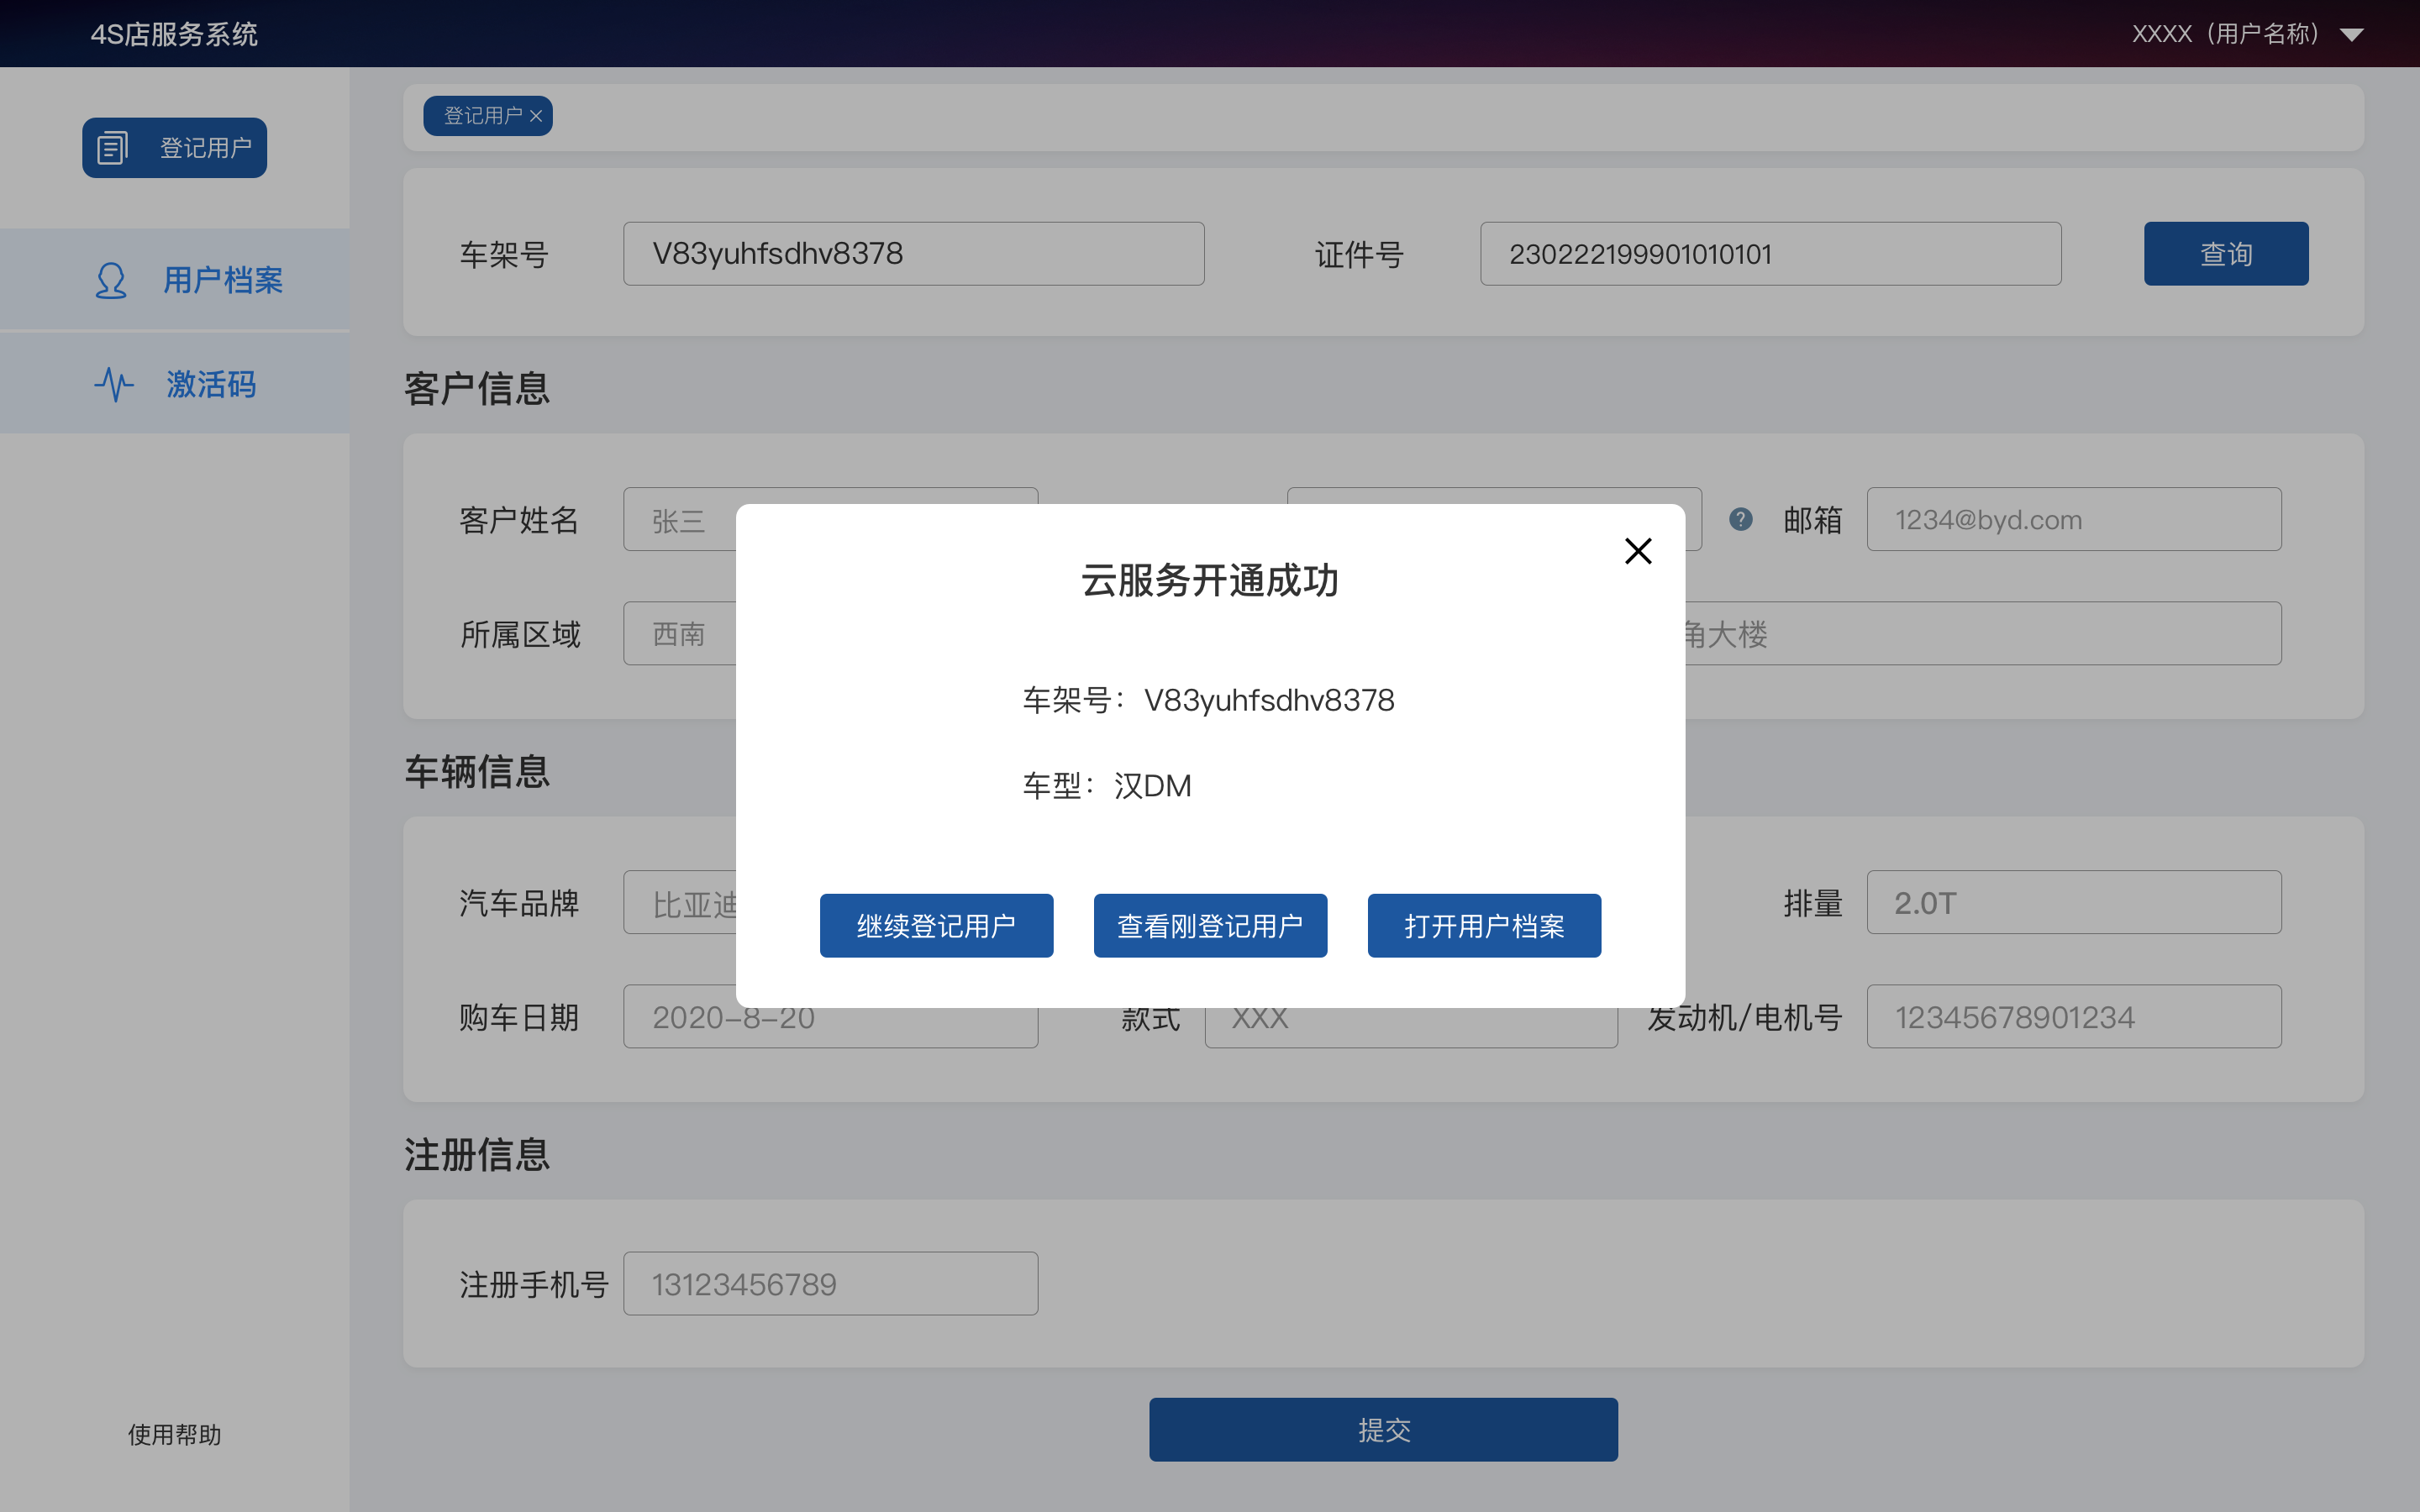 4S店服务系统
XXXX（用户名称）
登记用户
登记用户
用户档案
激活码
使用帮助
车架号 V83yuhfsdhv8378 证件号 230222199901010101 查询
客户信息
客户姓名 张三 ? 邮箱 1234@byd.com
所属区域 西南 角大楼
云服务开通成功
车架号：V83yuhfsdhv8378
车型：汉DM
继续登记用户 查看刚登记用户 打开用户档案
车辆信息
汽车品牌 比亚迪 排量 2.0T
购车日期 2020-8-20 款式 XXX 发动机/电机号 12345678901234
注册信息
注册手机号 13123456789
提交